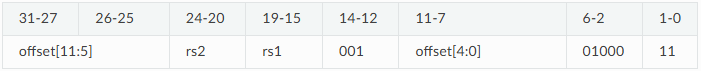 31-27 26-25 24-20 19-15 14-12 11-7 6-2 1-0
offset[11:5] rs2 rs1 001 offset[4:0] 01000 11